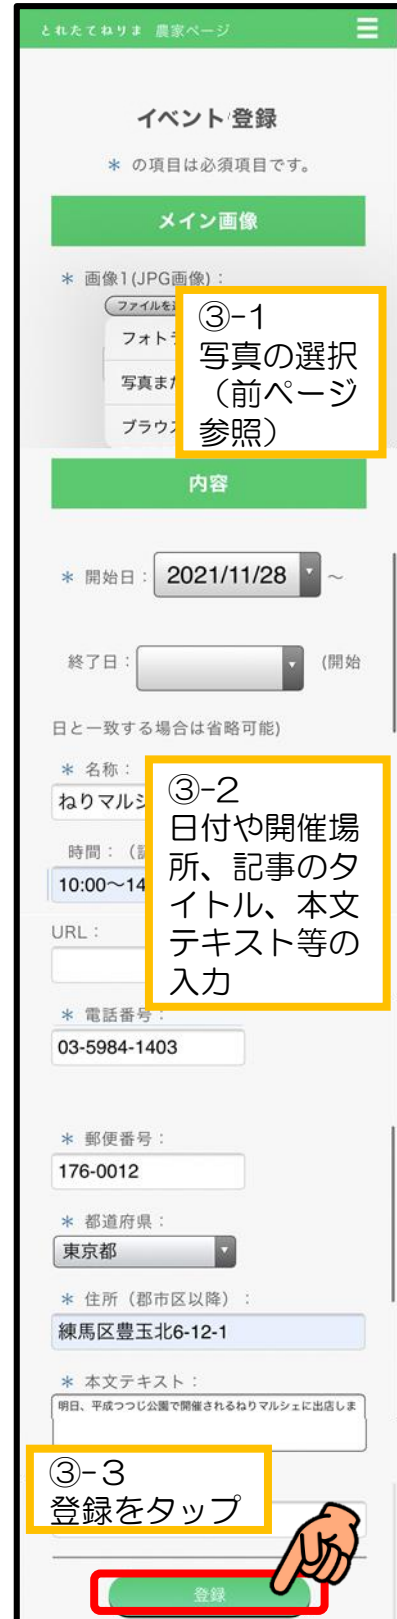 とれたてねりま 農家ページ
イベント登録
* の項目は必須項目です。
メイン画像
* 画像1(JPG画像)：
ファイルを
フォト
写真また
ブラウ
③-1
写真の選択
（前ページ
参照）
内容
* 開始日： 2021/11/28 ～
終了日： (開始
日と一致する場合は省略可能)
* 名称：
ねりマルシ
時間：（
10:00～14
URL：
③-2
日付や開催場
所、記事のタ
イトル、本文
テキスト等の
入力
* 電話番号：
03-5984-1403
* 郵便番号：
176-0012
* 都道府県：
東京都
* 住所（郡市区以降）：
練馬区豊玉北6-12-1
* 本文テキスト：
明日、平成つつじ公園で開催されるねりマルシェに出店しま
③-３
登録をタップ
登録